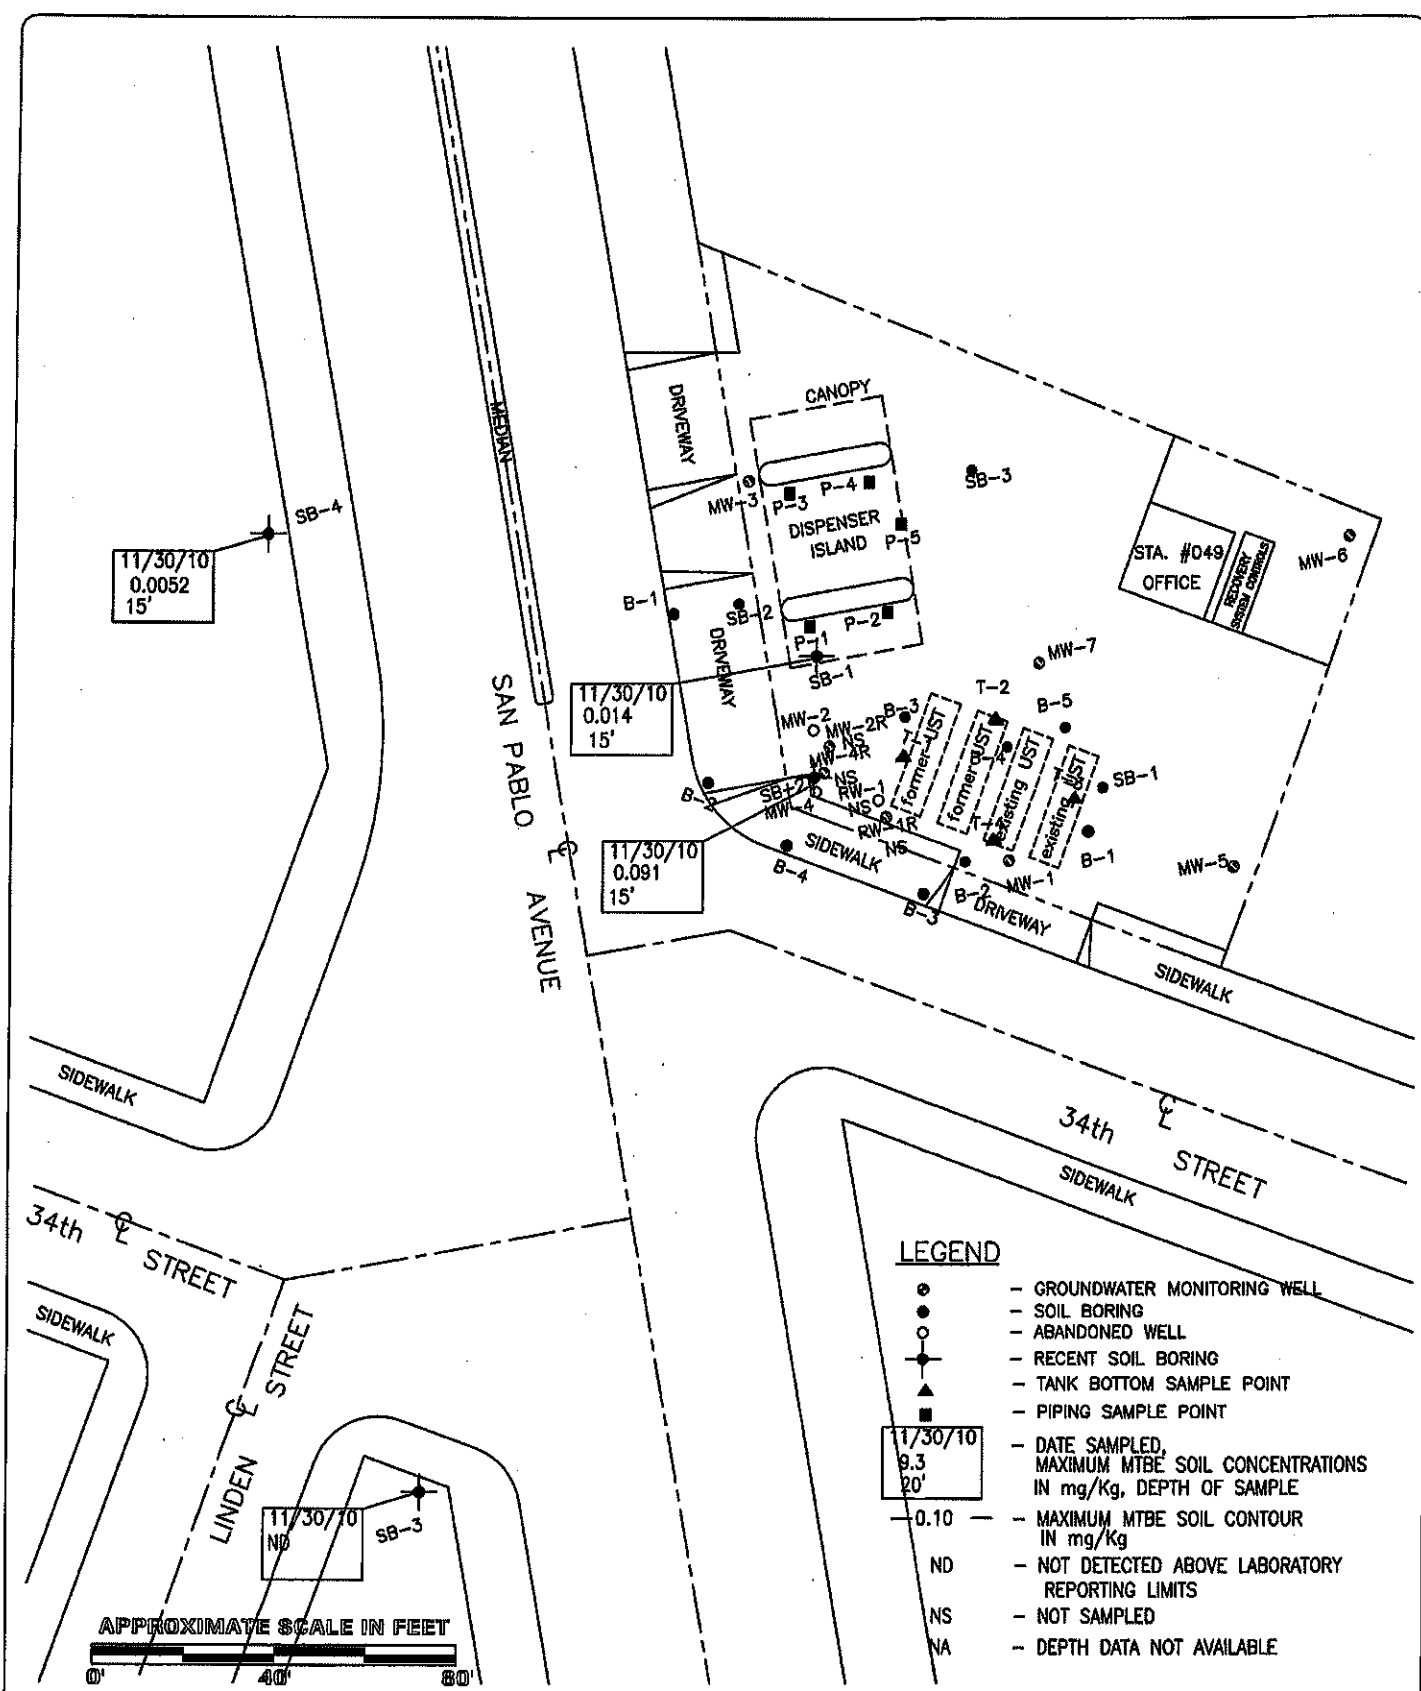 CANOPY
MEDIAN
DRIVEWAY
MW-3
P-3
P-4
SB-3
DISPENSER
ISLAND
P-5
STA. #049
OFFICE
RECOVERY
SYSTEM CONTROLS
MW-6
SB-4
11/30/10
0.0052
15'
B-1
SB-2
P-1
P-2
DRIVEWAY
SB-1
MW-7
11/30/10
0.014
15'
T-2
B-3
B-5
MW-2
MW-2R
NS
MW-4R
NS
former UST
former UST
existing UST
existing UST
SB-1
SAN PABLO
AVENUE
B-2
SB-2
MW-4
RW-1
NS
RW-1R
NS
B-1
11/30/10
0.091
15'
B-4
SIDEWALK
B-2
MW-1
MW-5
B-3
DRIVEWAY
SIDEWALK
SIDEWALK
34th
STREET
SIDEWALK
34th
STREET
SIDEWALK
LINDEN
STREET
11/30/10
ND
SB-3
APPROXIMATE SCALE IN FEET
0' 40' 80'
LEGEND
- GROUNDWATER MONITORING WELL
- SOIL BORING
- ABANDONED WELL
- RECENT SOIL BORING
- TANK BOTTOM SAMPLE POINT
- PIPING SAMPLE POINT
11/30/10
9.3
20'
- DATE SAMPLED,
MAXIMUM MTBE SOIL CONCENTRATIONS
IN mg/Kg, DEPTH OF SAMPLE
0.10 - MAXIMUM MTBE SOIL CONTOUR
IN mg/Kg
ND - NOT DETECTED ABOVE LABORATORY
REPORTING LIMITS
NS - NOT SAMPLED
NA - DEPTH DATA NOT AVAILABLE